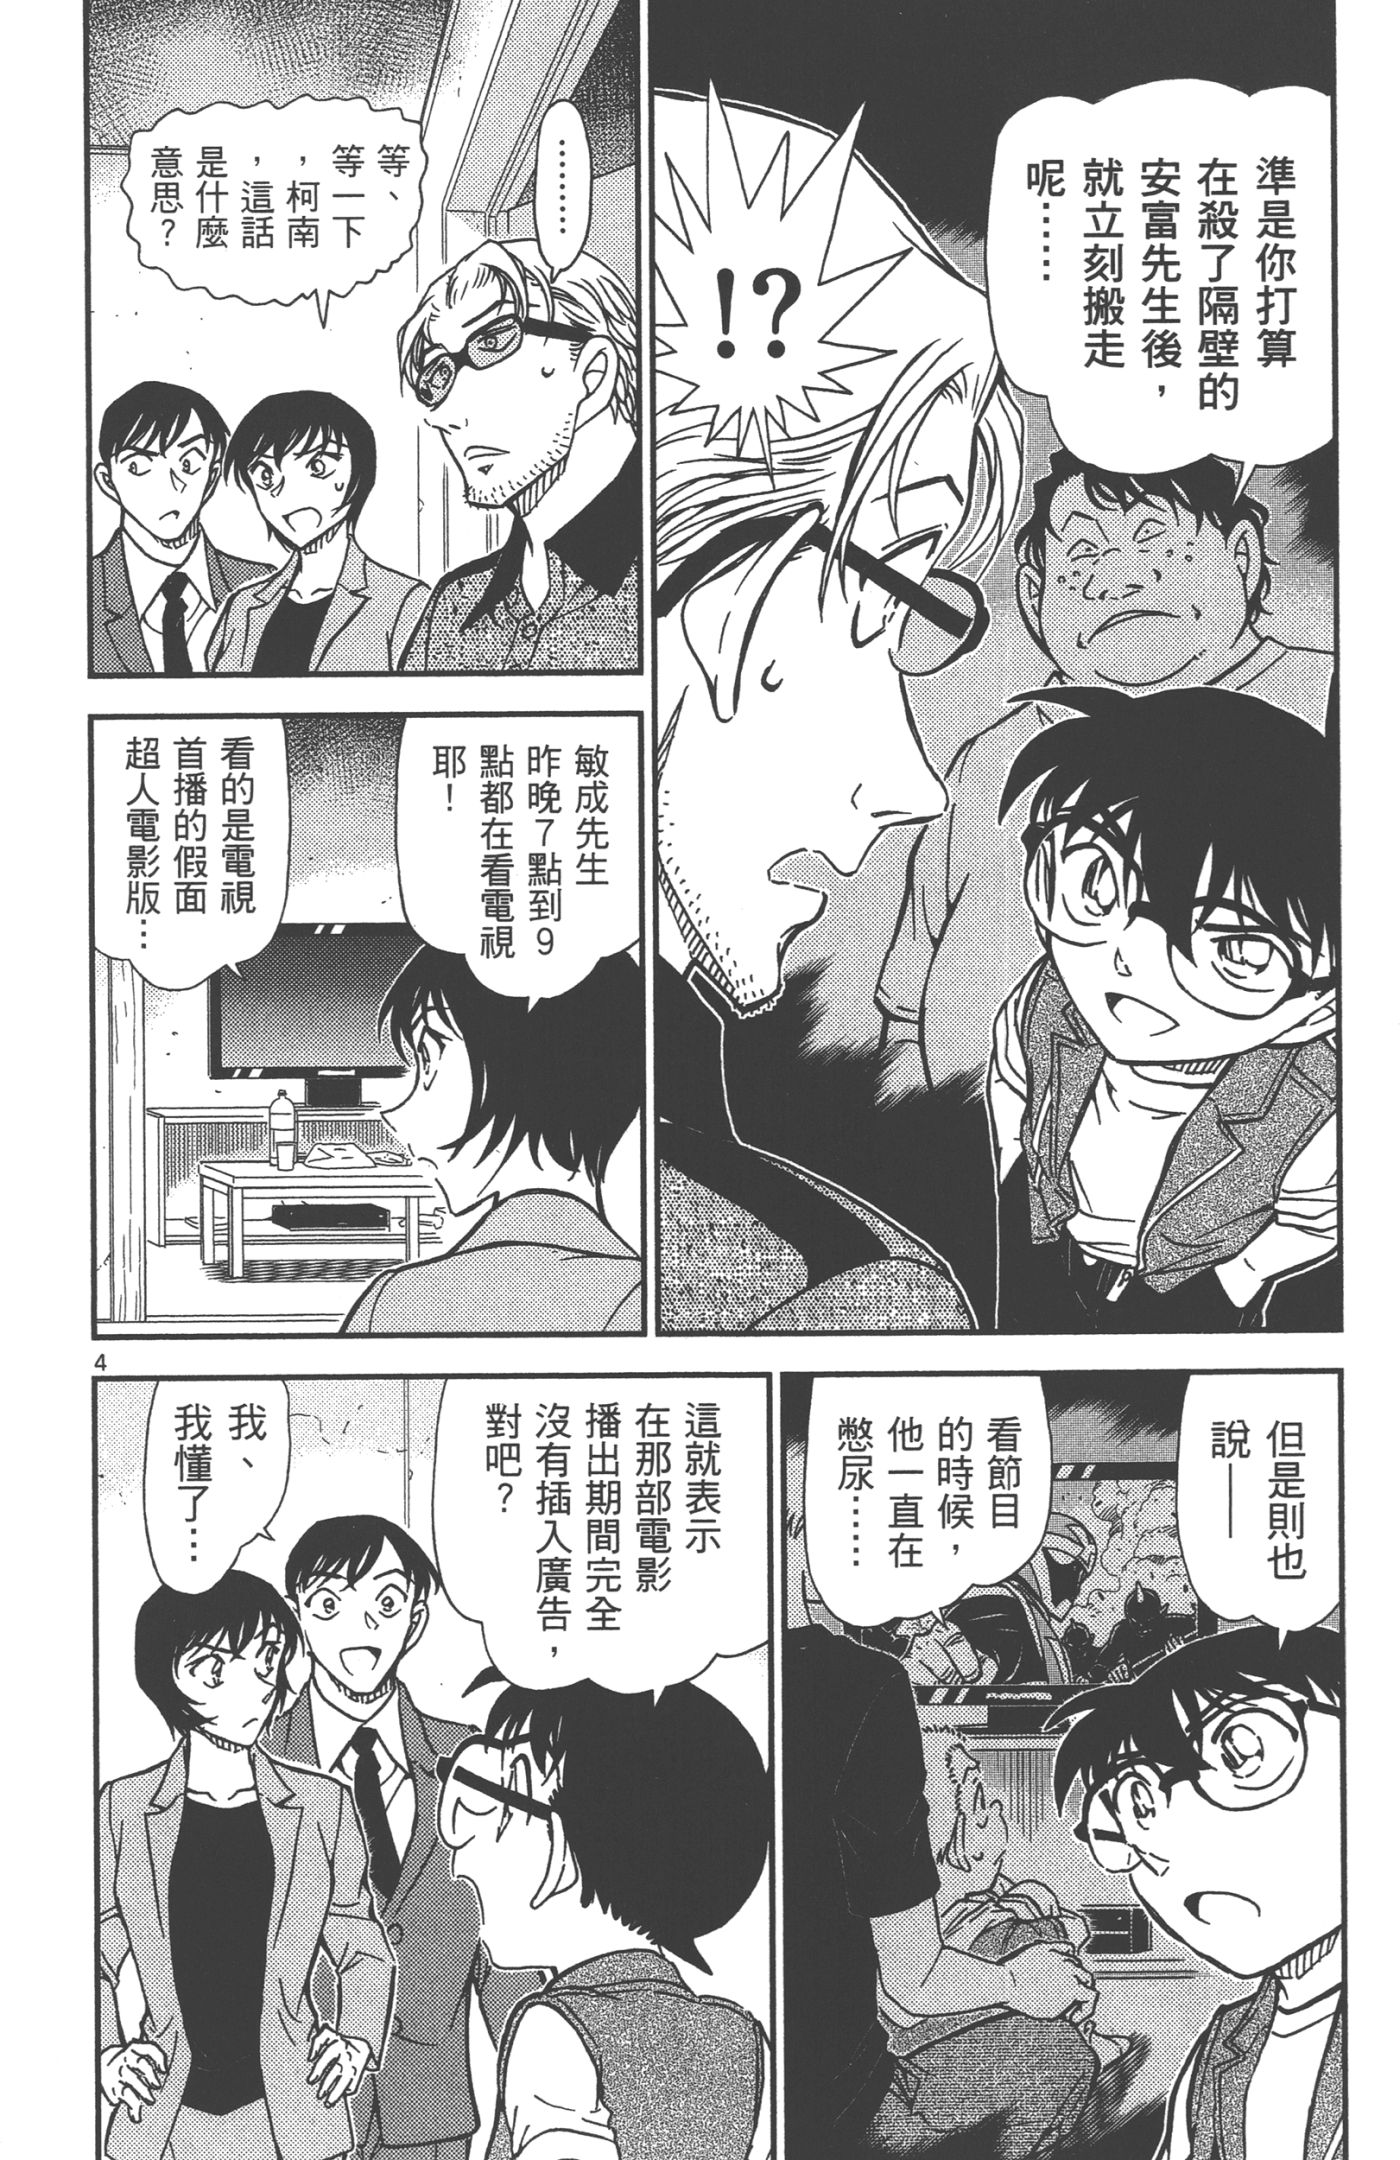 準是你打算
在殺了隔壁的
安富先生後，
就立刻搬走
呢……
!?
………
等、
等一下
，柯南
，這話
是什麼
意思？
敏成先生
昨晚7點到9
點都在看電視
耶！
看的是電視
首播的假面
超人電影版…
4
但是則也
說——
看節目
的時候，
他一直在
憋尿……
這就表示
在那部電影
播出期間完全
沒有插入廣告，
對吧？
我、
我懂了…